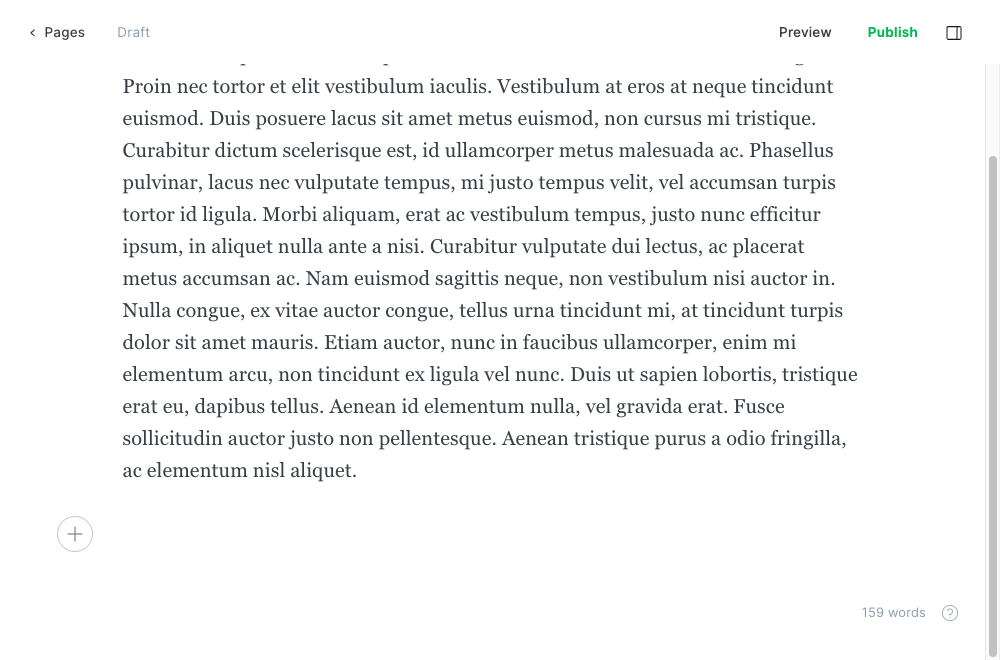 Pages
Draft
Preview
Publish
Proin nec tortor et elit vestibulum iaculis. Vestibulum at eros at neque tincidunt
euismod. Duis posuere lacus sit amet metus euismod, non cursus mi tristique.
Curabitur dictum scelerisque est, id ullamcorper metus malesuada ac. Phasellus
pulvinar, lacus nec vulputate tempus, mi justo tempus velit, vel accumsan turpis
tortor id ligula. Morbi aliquam, erat ac vestibulum tempus, justo nunc efficitur
ipsum, in aliquet nulla ante a nisi. Curabitur vulputate dui lectus, ac placerat
metus accumsan ac. Nam euismod sagittis neque, non vestibulum nisi auctor in.
Nulla congue, ex vitae auctor congue, tellus urna tincidunt mi, at tincidunt turpis
dolor sit amet mauris. Etiam auctor, nunc in faucibus ullamcorper, enim mi
elementum arcu, non tincidunt ex ligula vel nunc. Duis ut sapien lobortis, tristique
erat eu, dapibus tellus. Aenean id elementum nulla, vel gravida erat. Fusce
sollicitudin auctor justo non pellentesque. Aenean tristique purus a odio fringilla,
ac elementum nisl aliquet.
159 words